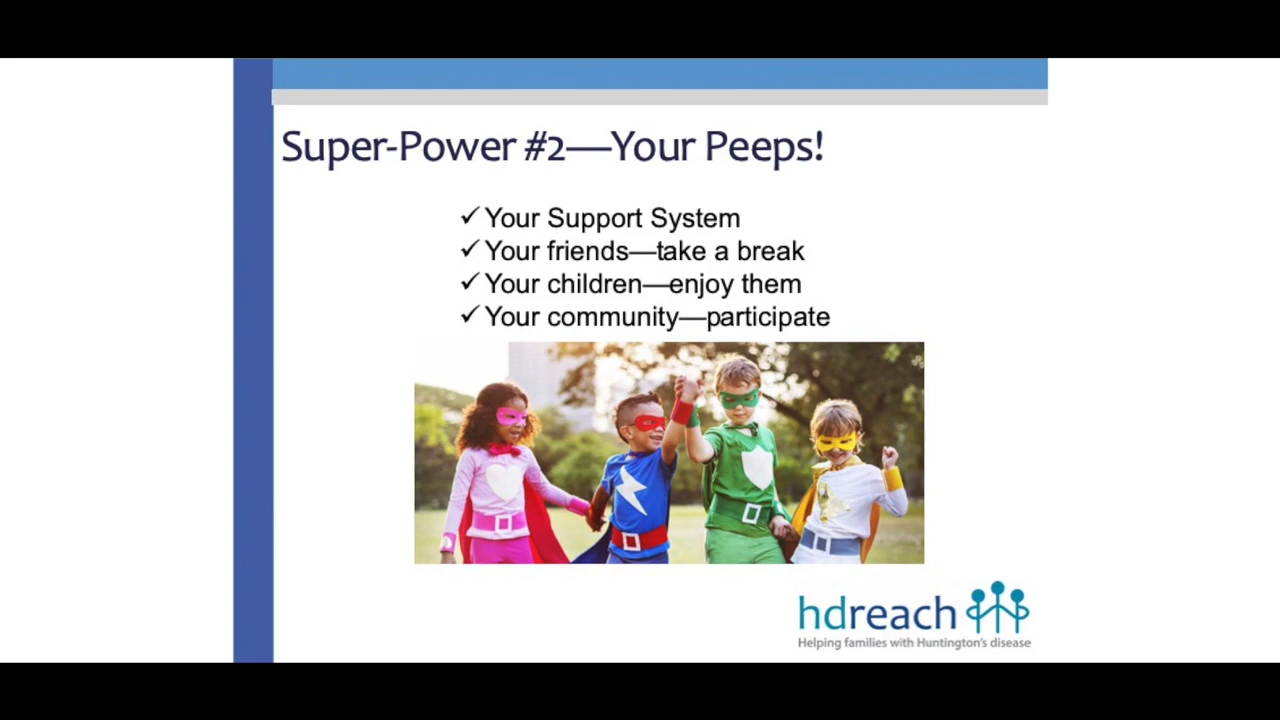 Super-Power #2—Your Peeps!
✓ Your Support System
✓ Your friends—take a break
✓ Your children—enjoy them
✓ Your community—participate
hdreach
Helping families with Huntington's disease